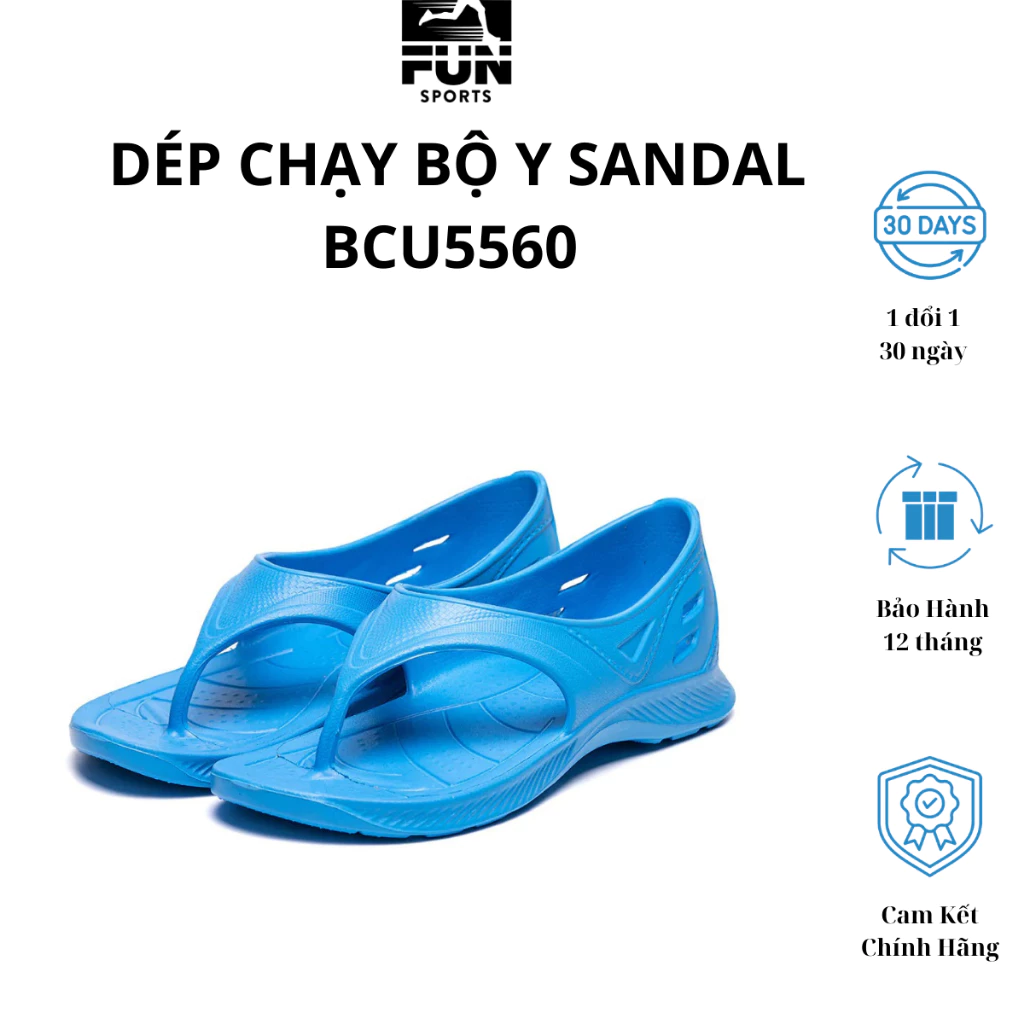 FUN
SPORTS
DÉP CHẠY BỘ Y SANDAL
BCU5560
30 DAYS
1 đổi 1
30 ngày
Bảo Hành
12 tháng
Cam Kết
Chính Hãng